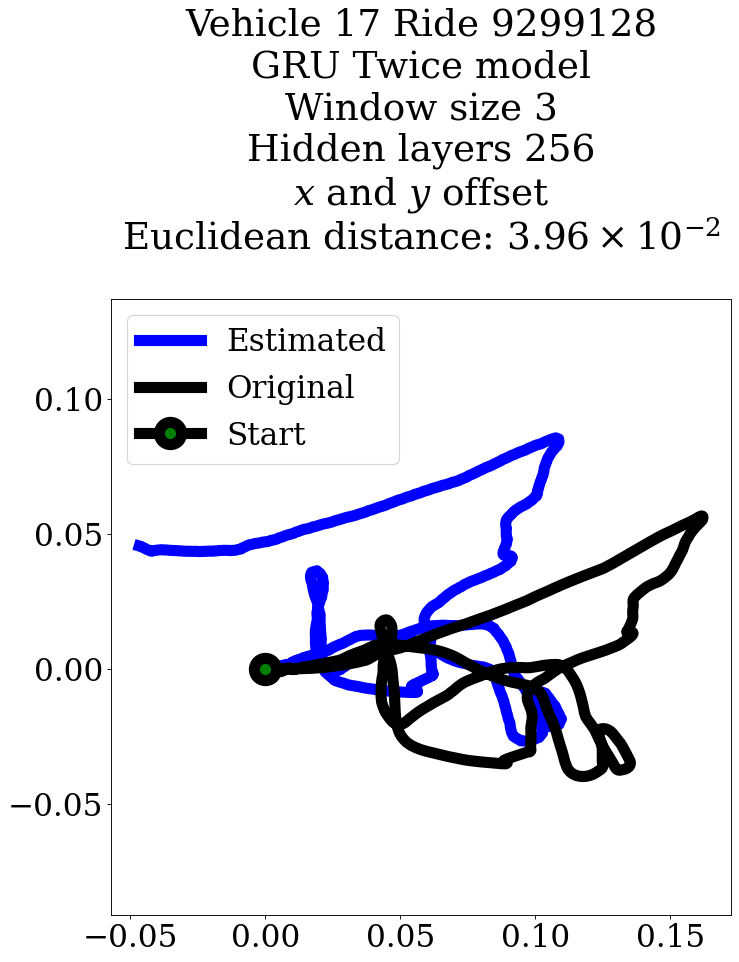 Vehicle 17 Ride 9299128
GRU Twice model
Window size 3
Hidden layers 256
x and y offset
Euclidean distance: 3.96 × 10⁻²
Estimated
Original
Start
0.10
0.05
0.00
−0.05
−0.05 0.00 0.05 0.10 0.15